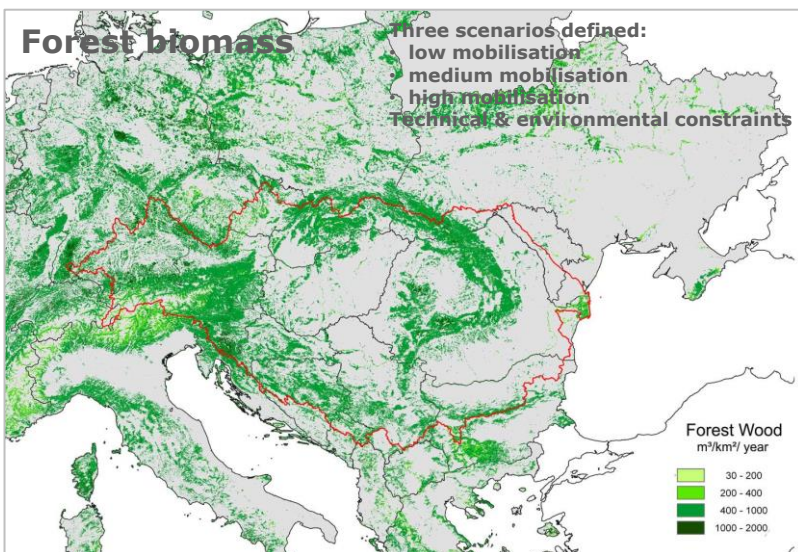 Forest biomass
Three scenarios defined:
low mobilisation
medium mobilisation
high mobilisation
Technical & environmental constraints
Forest Wood
m³/km²/ year
30 - 200
200 - 400
400 - 1000
1000 - 2000